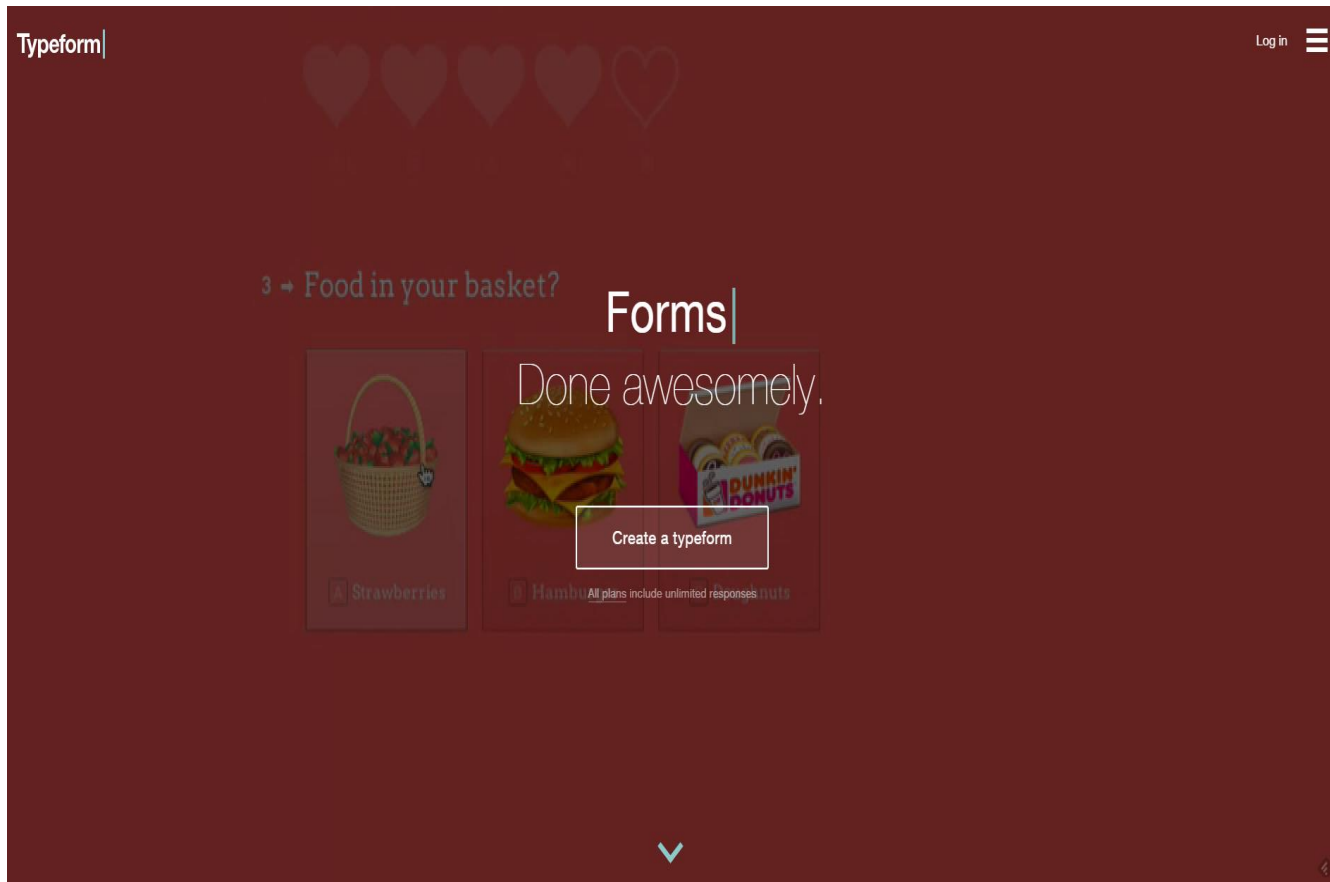 Typeform
Log in
3 → Food in your basket?
Forms
Done awesomely.
DUNKIN'
DONUTS
Create a typeform
A Strawberries
All plans include unlimited responses